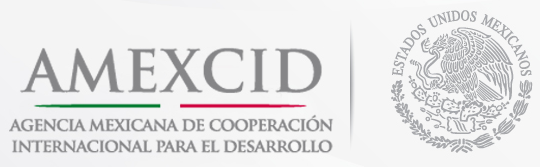 AMEXCID
AGENCIA MEXICANA DE COOPERACIÓN
INTERNACIONAL PARA EL DESARROLLO
ESTADOS UNIDOS MEXICANOS